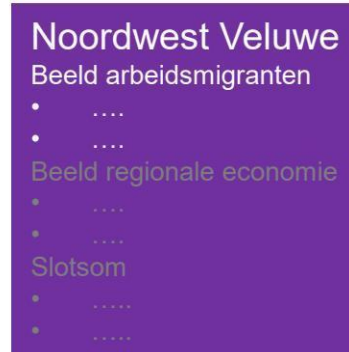 Noordwest Veluwe
Beeld arbeidsmigranten
• ....
• ....
Beeld regionale economie
• ....
• ....
Slotsom
• .....
• .....